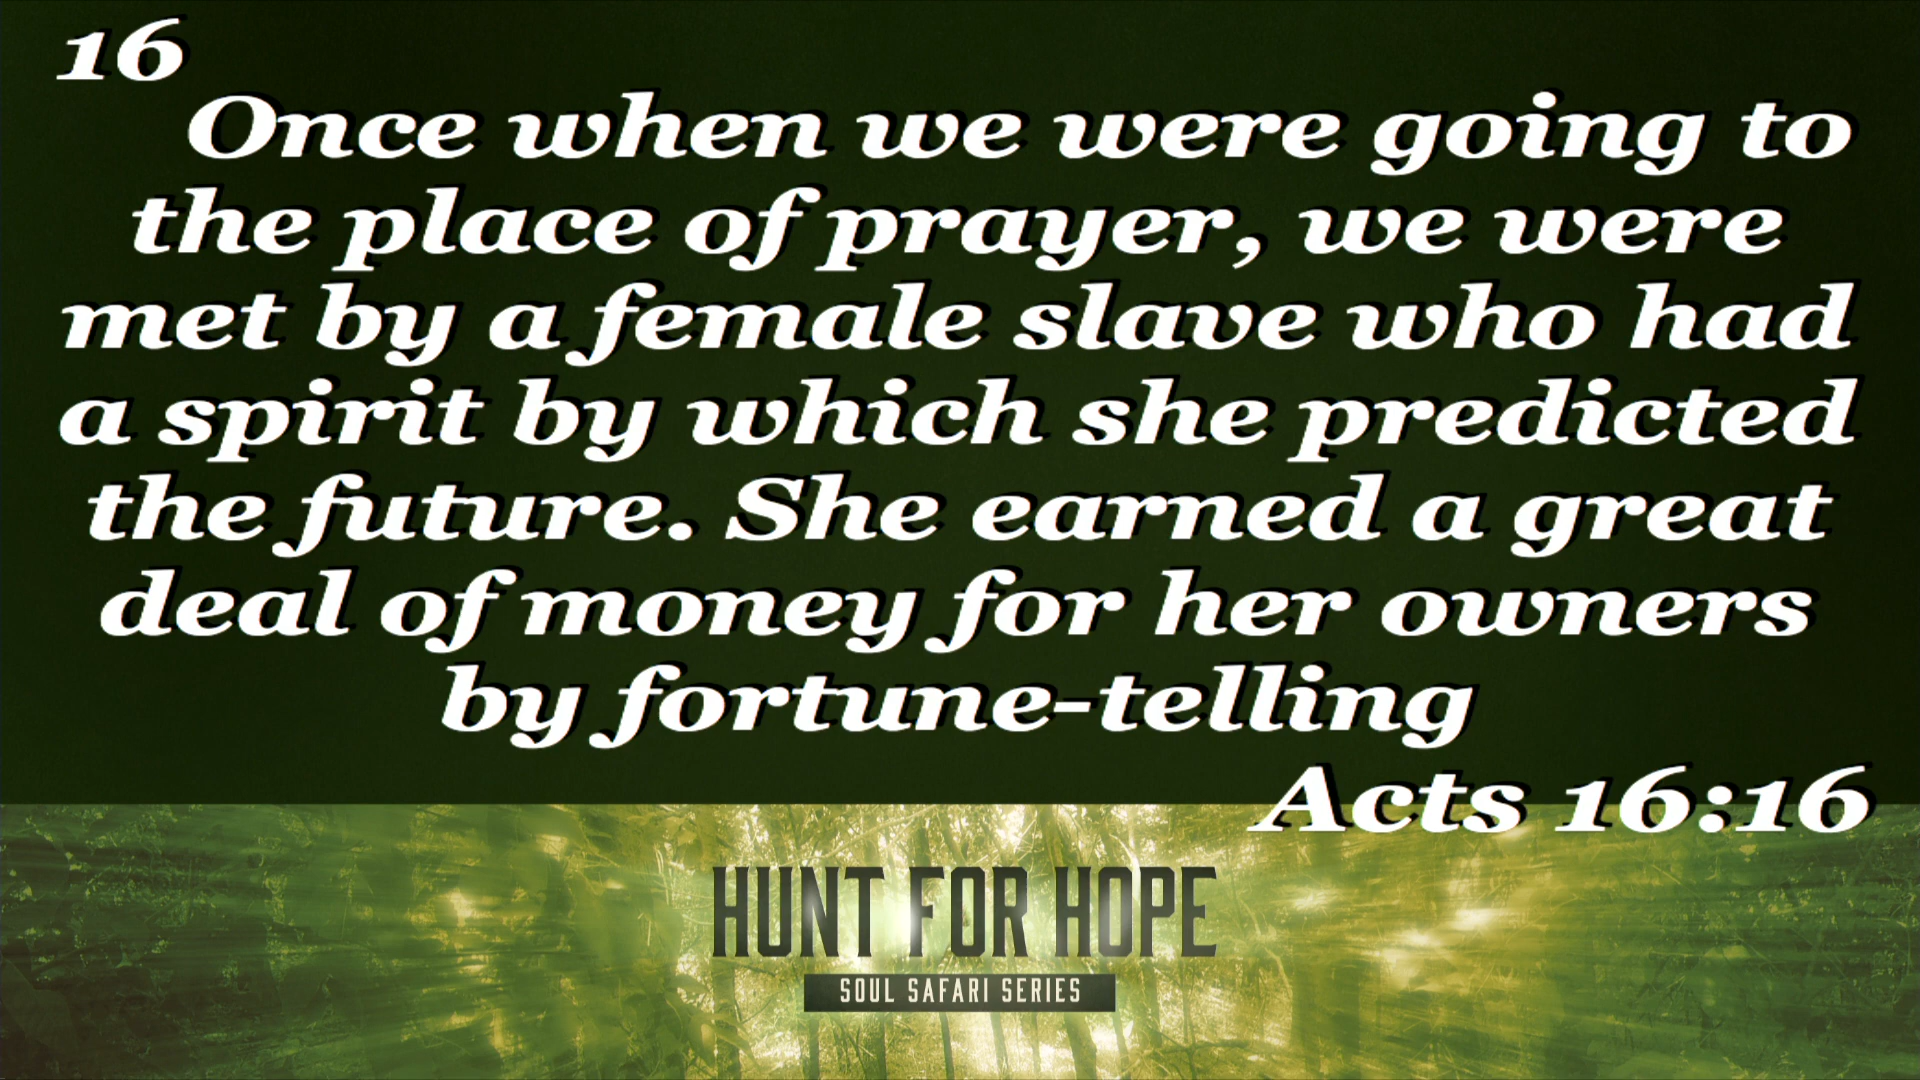 16
Once when we were going to
the place of prayer, we were
met by a female slave who had
a spirit by which she predicted
the future. She earned a great
deal of money for her owners
by fortune-telling
Acts 16:16
HUNT FOR HOPE
SOUL SAFARI SERIES